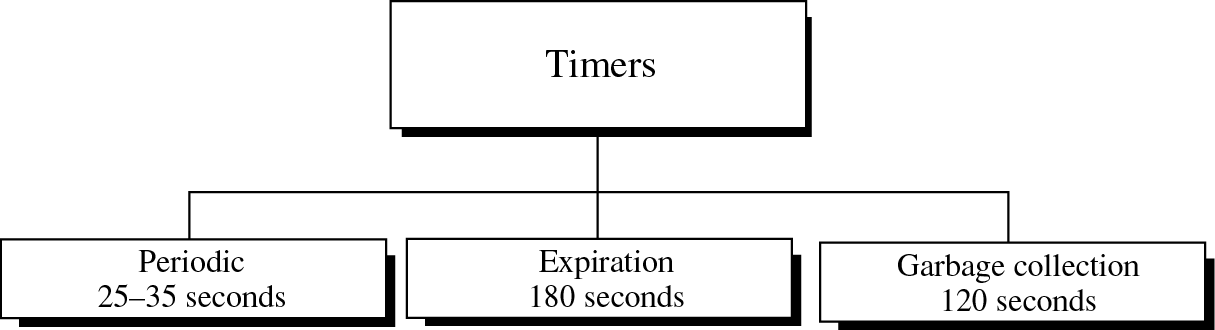 Timers
Periodic
25–35 seconds
Expiration
180 seconds
Garbage collection
120 seconds